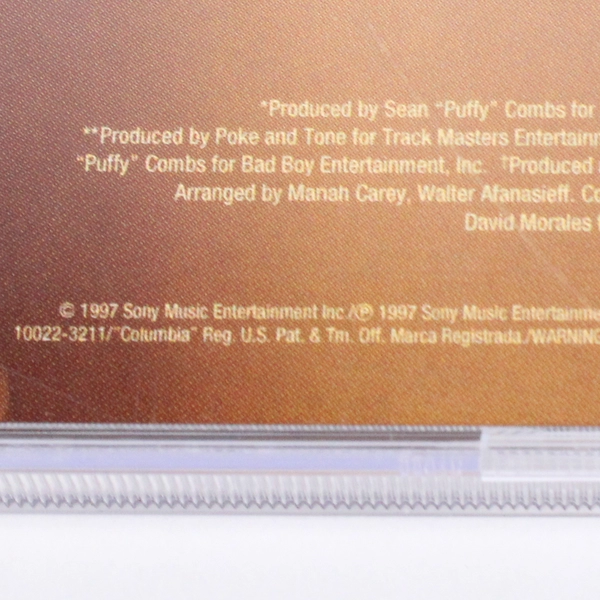 *Produced by Sean "Puffy" Combs for
**Produced by Poke and Tone for Track Masters Entertainm
"Puffy" Combs for Bad Boy Entertainment, Inc. †Produced
Arranged by Mariah Carey, Walter Afanasieff. Co
David Morales
© 1997 Sony Music Entertainment Inc./℗ 1997 Sony Music Entertainme
10022-3211/"Columbia" Reg. U.S. Pat. & Tm. Off. Marca Registrada./WARNING